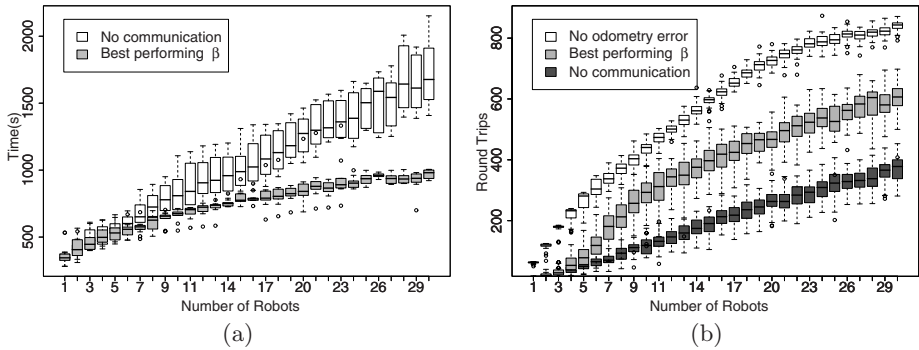 No communication
Best performing β
Time(s)
500
1000
1500
2000
1 3 5 7 9 11 14 17 20 23 26 29
Number of Robots
(a)
No odometry error
Best performing β
No communication
Round Trips
200
400
600
800
1 3 5 7 9 11 14 17 20 23 26 29
Number of Robots
(b)